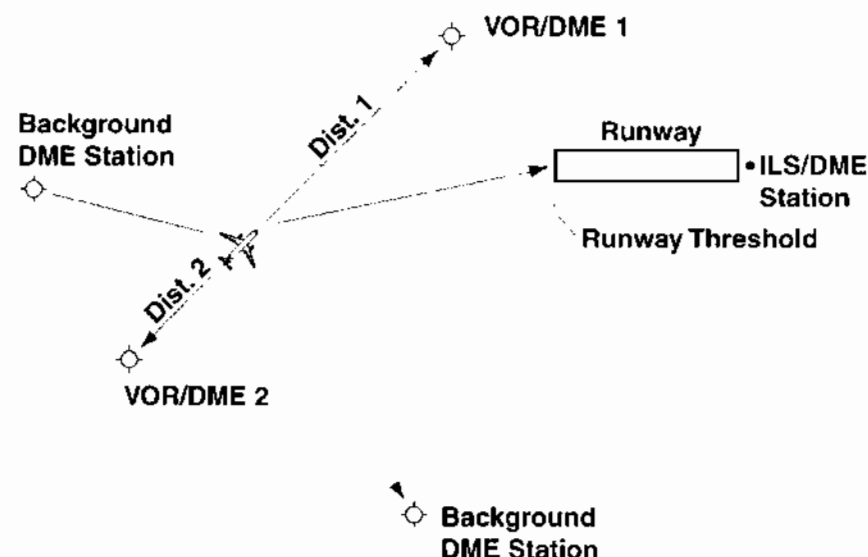 VOR/DME 1
Dist. 1
Background
DME Station
Runway
ILS/DME
Station
Runway Threshold
Dist. 2
VOR/DME 2
Background
DME Station